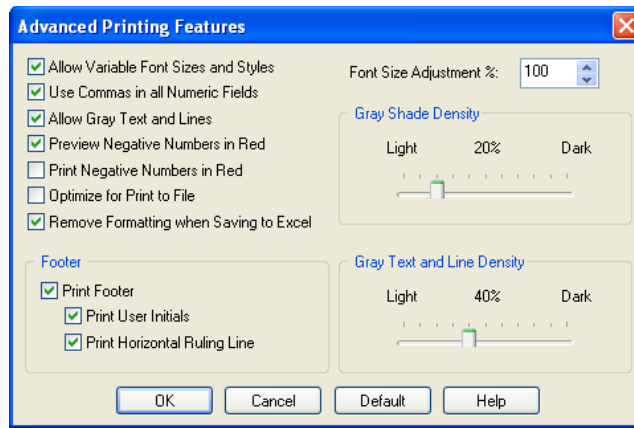 Advanced Printing Features
Allow Variable Font Sizes and Styles
Use Commas in all Numeric Fields
Allow Gray Text and Lines
Preview Negative Numbers in Red
Print Negative Numbers in Red
Optimize for Print to File
Remove Formatting when Saving to Excel
Font Size Adjustment %: 100
Gray Shade Density
Light 20% Dark
Footer
Print Footer
Print User Initials
Print Horizontal Ruling Line
Gray Text and Line Density
Light 40% Dark
OK Cancel Default Help